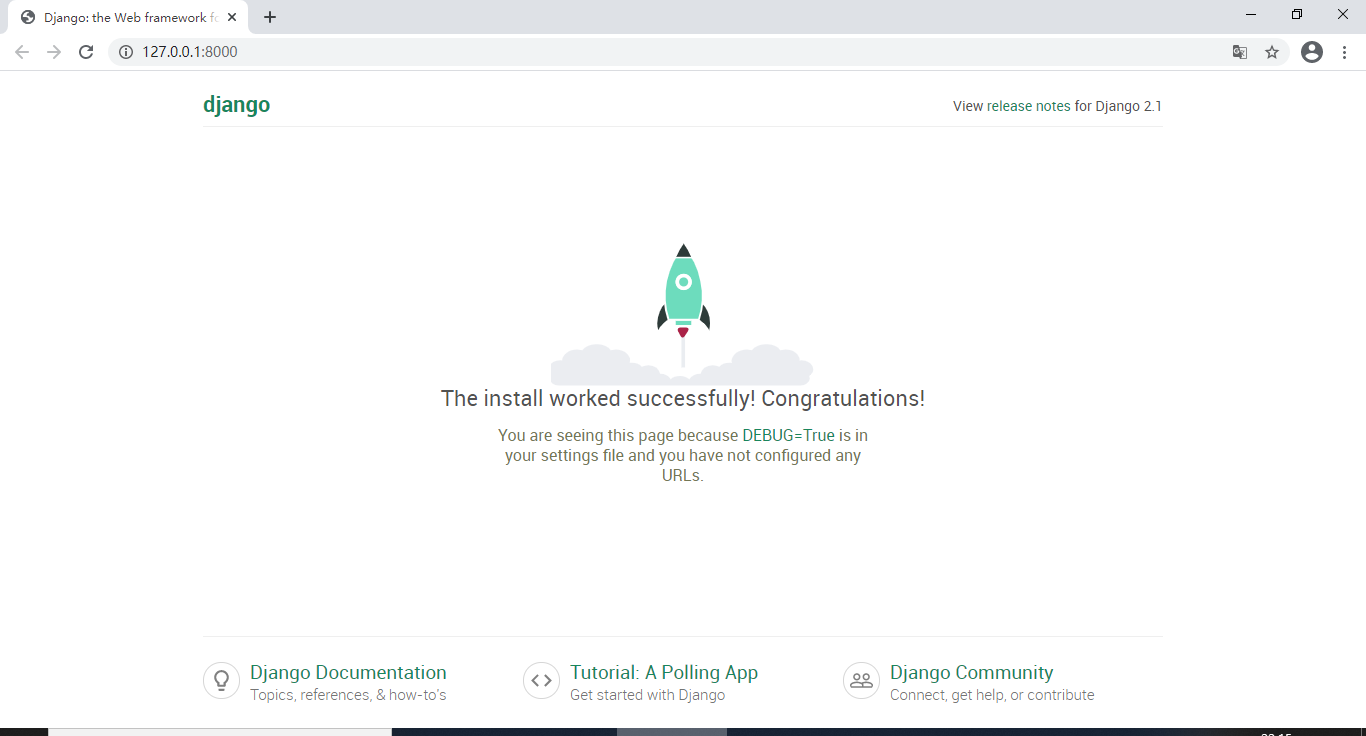 Django: the Web framework fo
127.0.0.1:8000
django
View release notes for Django 2.1
The install worked successfully! Congratulations!
You are seeing this page because DEBUG=True is in
your settings file and you have not configured any
URLs.
Django Documentation
Topics, references, & how-to's
Tutorial: A Polling App
Get started with Django
Django Community
Connect, get help, or contribute